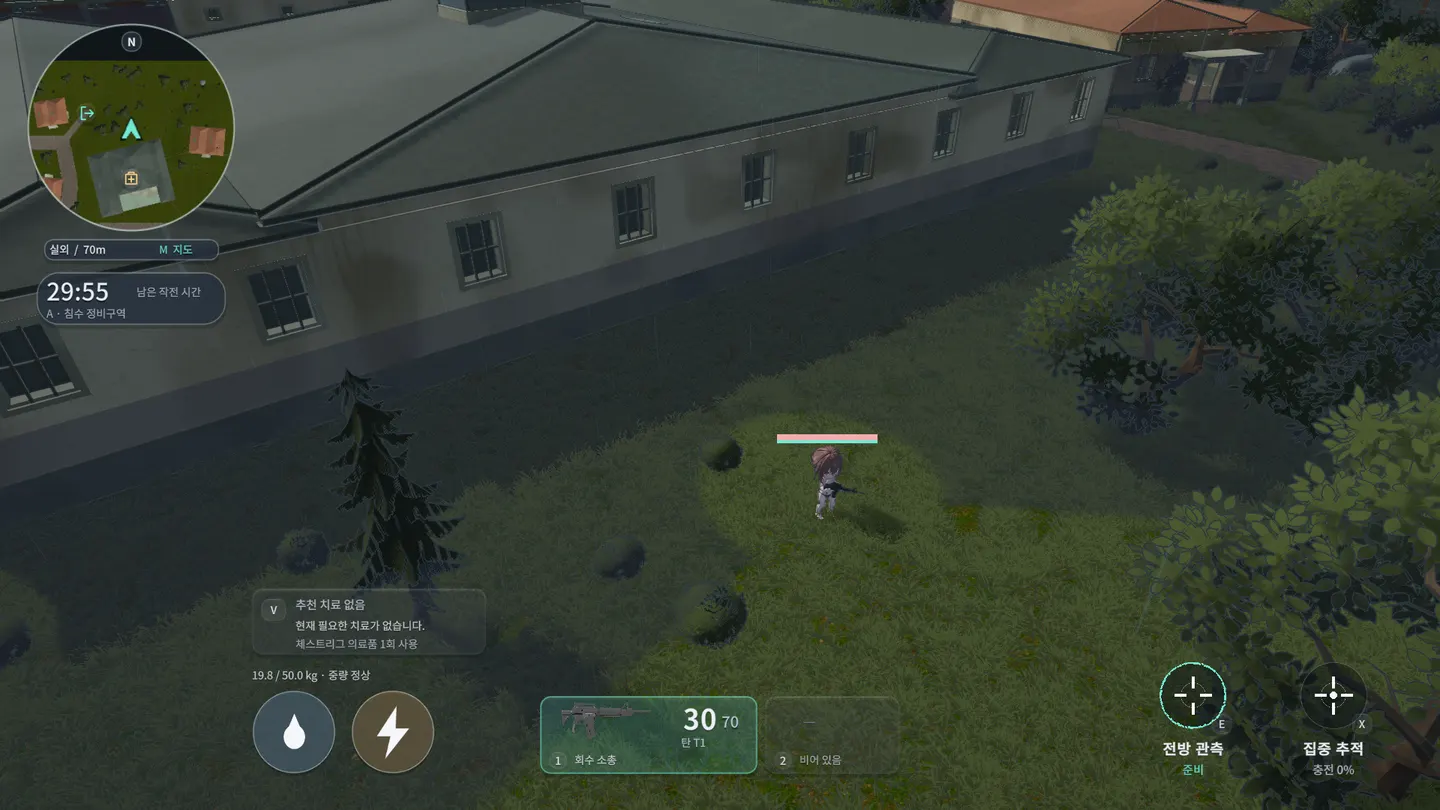 N
실외 / 70m M 지도
29:55 남은 작전 시간
A · 침수 정비구역
V 추천 치료 없음
현재 필요한 치료가 없습니다.
체스트리그 의료품 1회 사용
19.8 / 50.0 kg · 중량 정상
30 70
탄 T1
1 회수 소총
—
2 비어 있음
E
전방 관측
준비
X
집중 추적
충전 0%